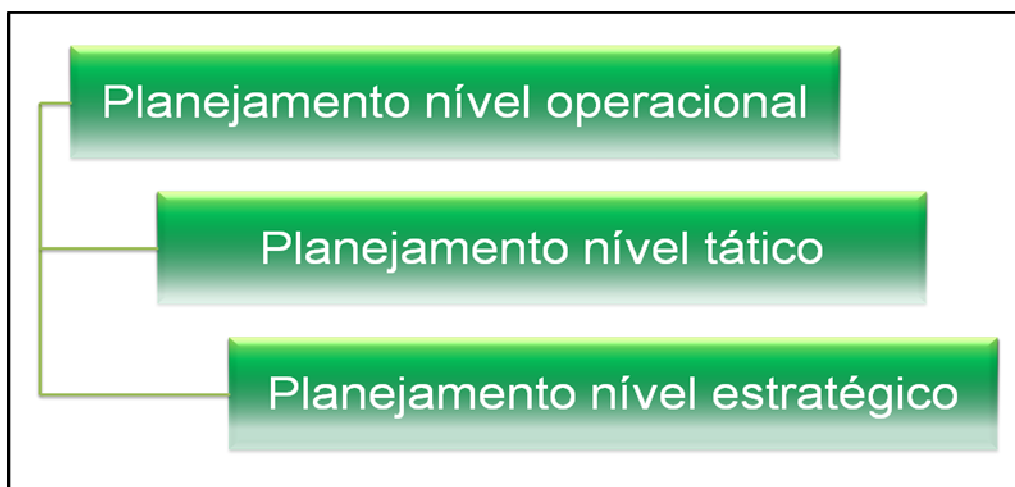 Planejamento nível operacional
Planejamento nível tático
Planejamento nível estratégico